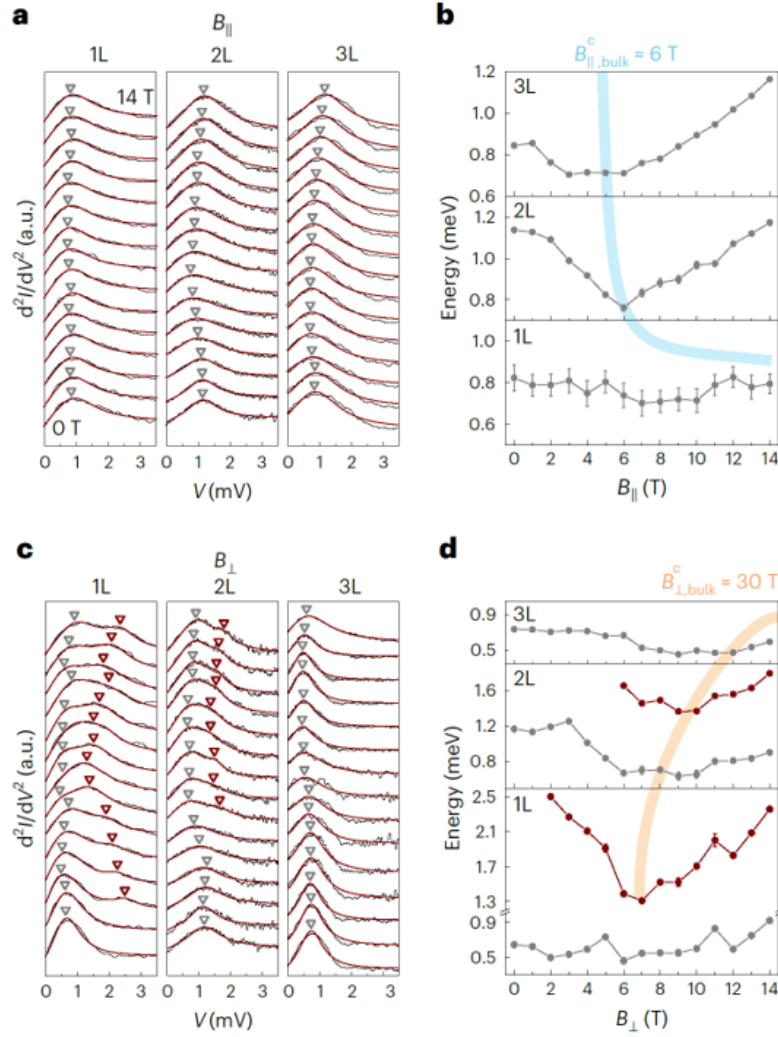 a
B∥
1L 2L 3L
14 T
0 T
d²I/dV² (a.u.)
0 1 2 3 0 1 2 3 0 1 2 3
V (mV)
b
B^c_∥,bulk ≈ 6 T
1.2
3L
1.0
0.8
0.6
1.2
2L
1.0
0.8
1.0
1L
0.8
0.6
Energy (meV)
0 2 4 6 8 10 12 14
B∥ (T)
c
B⊥
1L 2L 3L
d²I/dV² (a.u.)
0 1 2 3 0 1 2 3 0 1 2 3
V (mV)
d
B^c_⊥,bulk ≈ 30 T
0.9
3L
0.5
2L
1.6
1.2
0.8
2.5
1L
2.1
1.7
1.3
0.9
0.5
Energy (meV)
0 2 4 6 8 10 12 14
B⊥ (T)